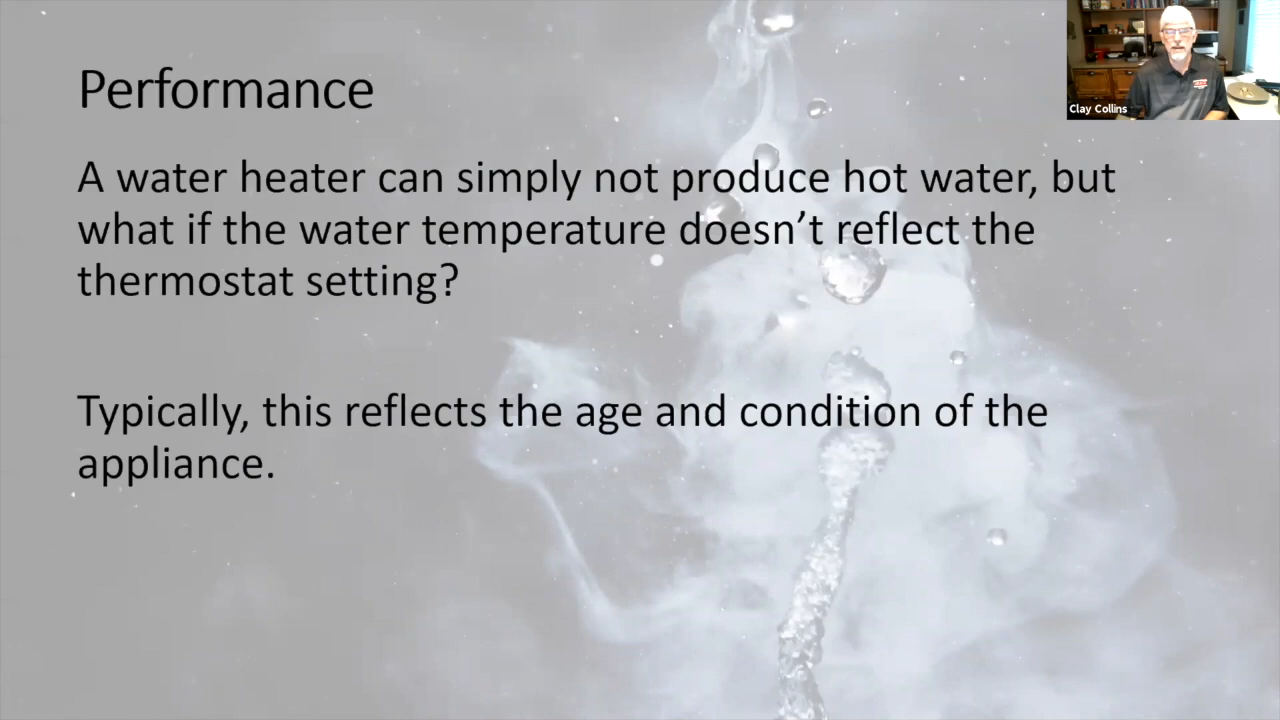 Performance
A water heater can simply not produce hot water, but
what if the water temperature doesn’t reflect the
thermostat setting?
Typically, this reflects the age and condition of the
appliance.
Clay Collins